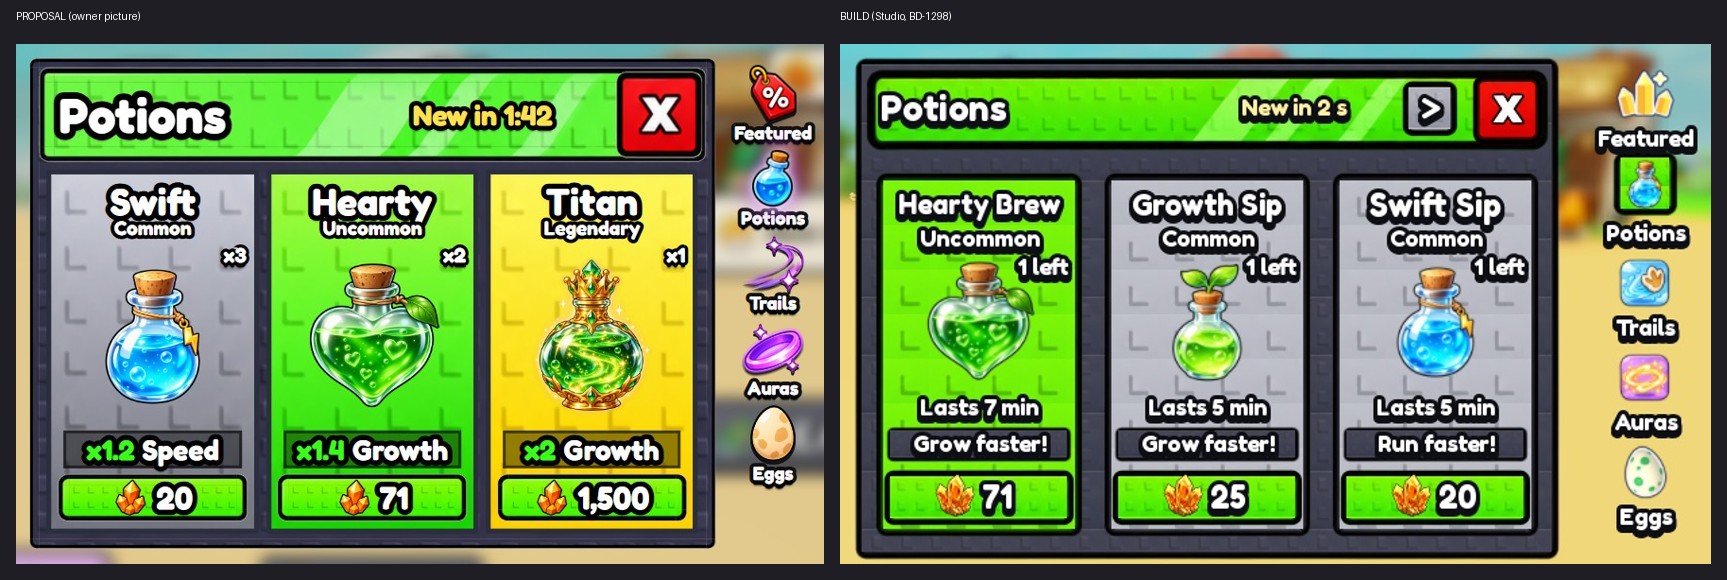 PROPOSAL (owner picture)
Potions
New in 1:42
X
Swift
Common
x3
x1.2 Speed
20
Hearty
Uncommon
x2
x1.4 Growth
71
Titan
Legendary
x1
x2 Growth
1,500
%
Featured
Potions
Trails
Auras
Eggs
BUILD (Studio, BD-1298)
Potions
New in 2 s
>
X
Hearty Brew
Uncommon
1 left
Lasts 7 min
Grow faster!
71
Growth Sip
Common
1 left
Lasts 5 min
Grow faster!
25
Swift Sip
Common
1 left
Lasts 5 min
Run faster!
20
Featured
Potions
Trails
Auras
Eggs